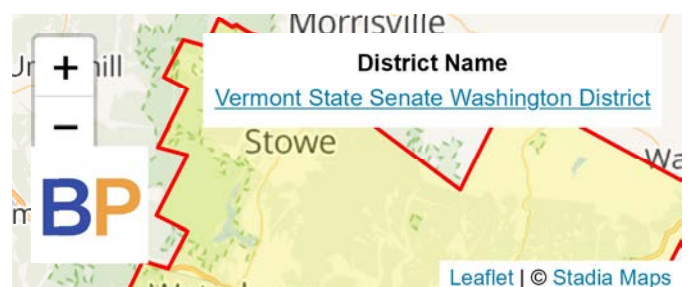 Morrisville
+
District Name
Vermont State Senate Washington District
−
Stowe
BP
Leaflet | © Stadia Maps